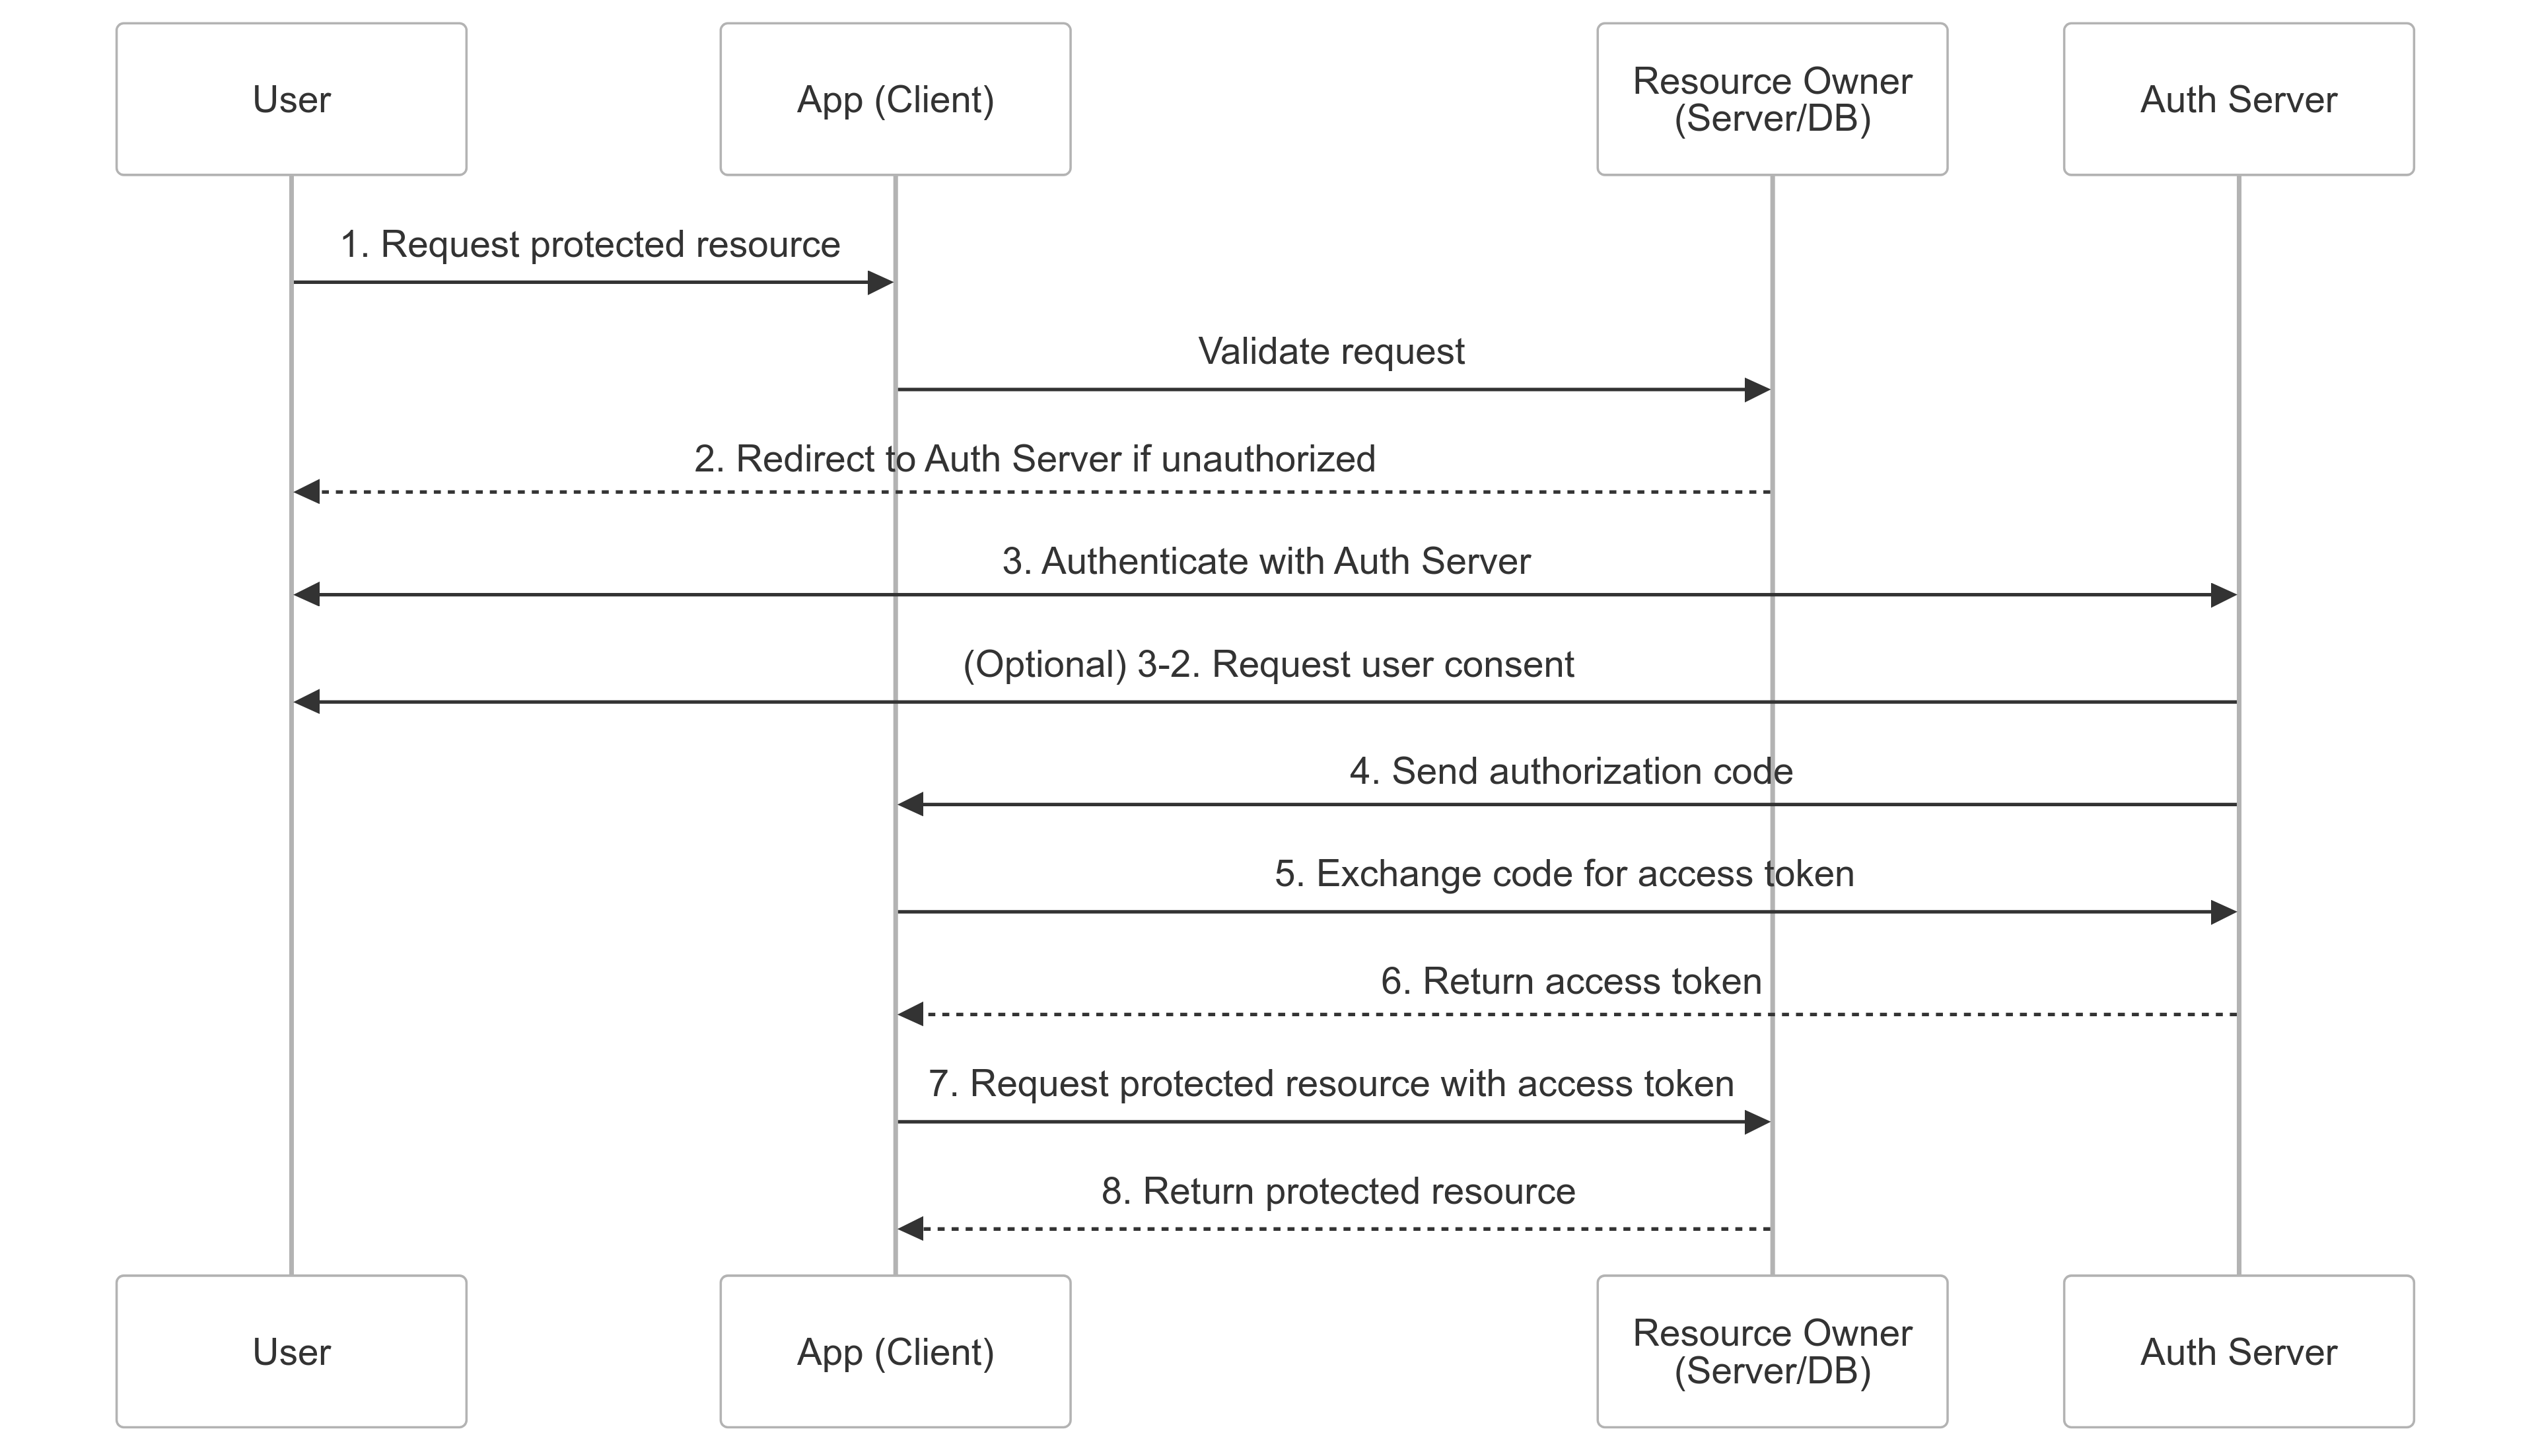 User
App (Client)
Resource Owner
(Server/DB)
Auth Server
1. Request protected resource
Validate request
2. Redirect to Auth Server if unauthorized
3. Authenticate with Auth Server
(Optional) 3-2. Request user consent
4. Send authorization code
5. Exchange code for access token
6. Return access token
7. Request protected resource with access token
8. Return protected resource
User
App (Client)
Resource Owner
(Server/DB)
Auth Server